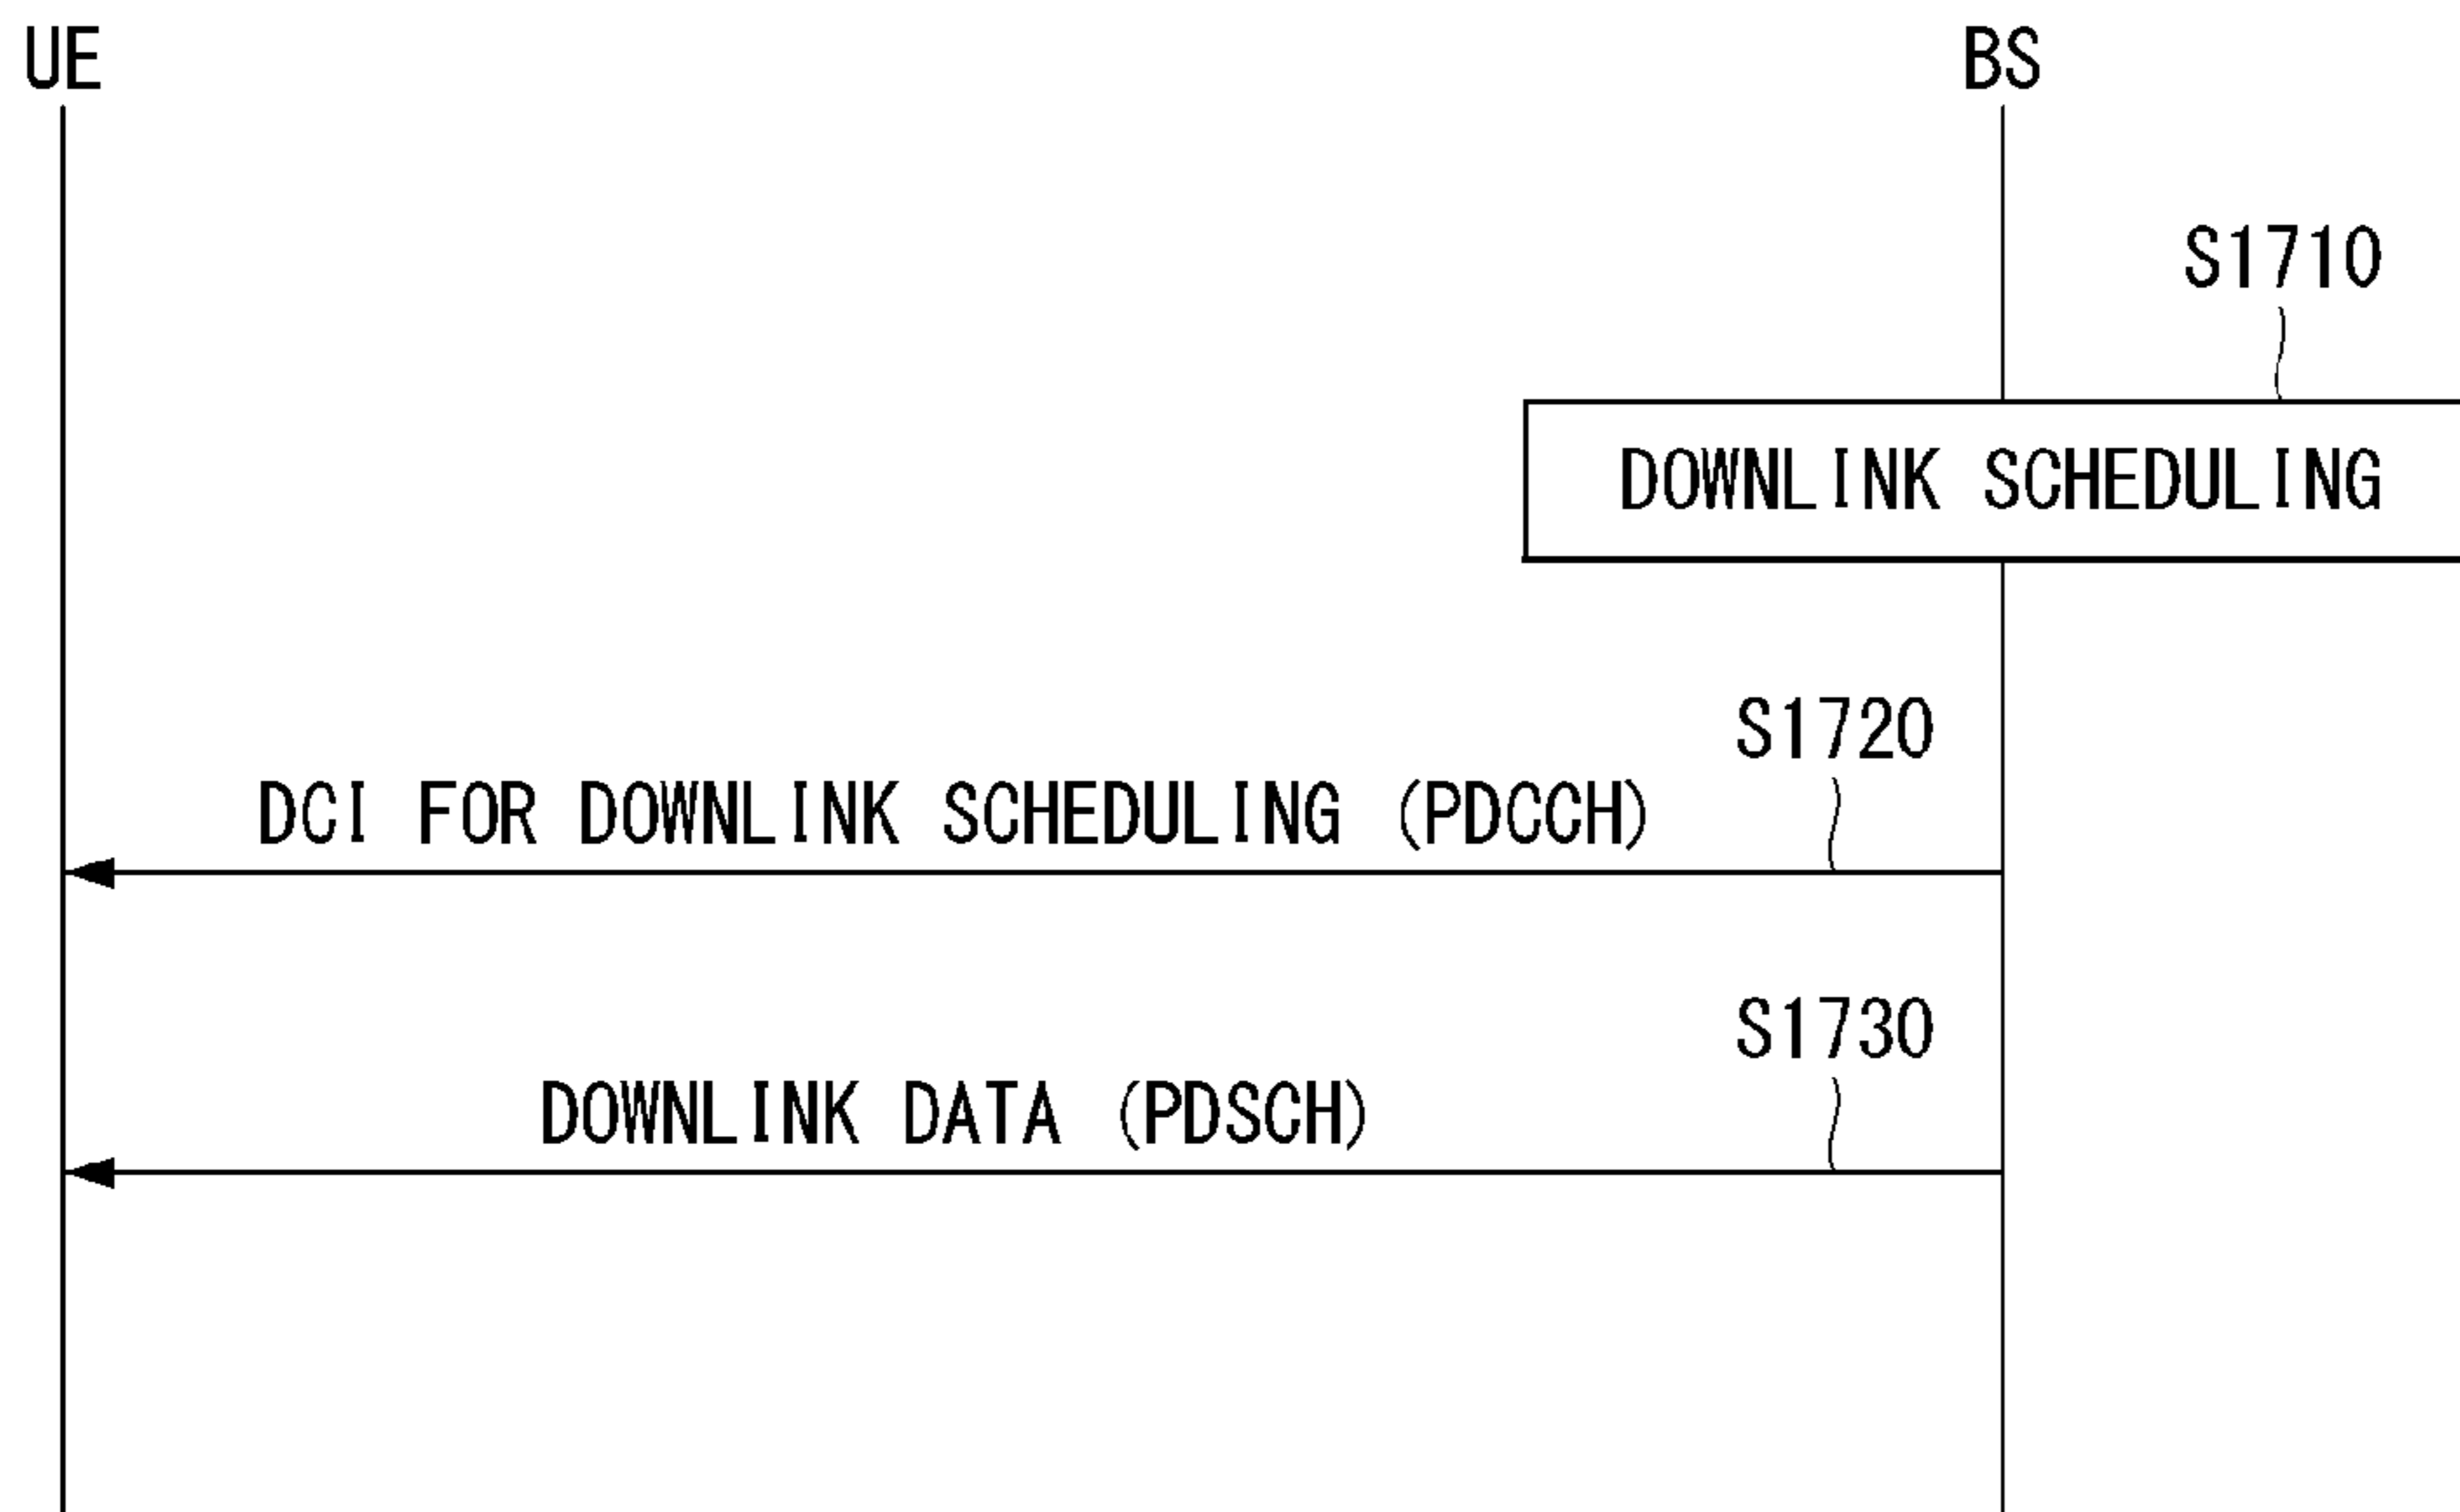 UE
BS
S1710
DOWNLINK SCHEDULING
S1720
DCI FOR DOWNLINK SCHEDULING (PDCCH)
S1730
DOWNLINK DATA (PDSCH)